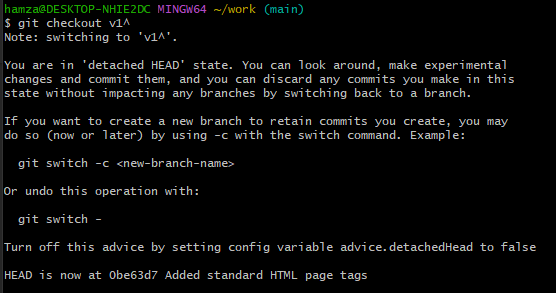 hamza@DESKTOP-NHIE2DC MINGW64 ~/work (main)
$ git checkout v1^
Note: switching to 'v1^'.
You are in 'detached HEAD' state. You can look around, make experimental
changes and commit them, and you can discard any commits you make in this
state without impacting any branches by switching back to a branch.
If you want to create a new branch to retain commits you create, you may
do so (now or later) by using -c with the switch command. Example:
git switch -c <new-branch-name>
Or undo this operation with:
git switch -
Turn off this advice by setting config variable advice.detachedHead to false
HEAD is now at 0be63d7 Added standard HTML page tags